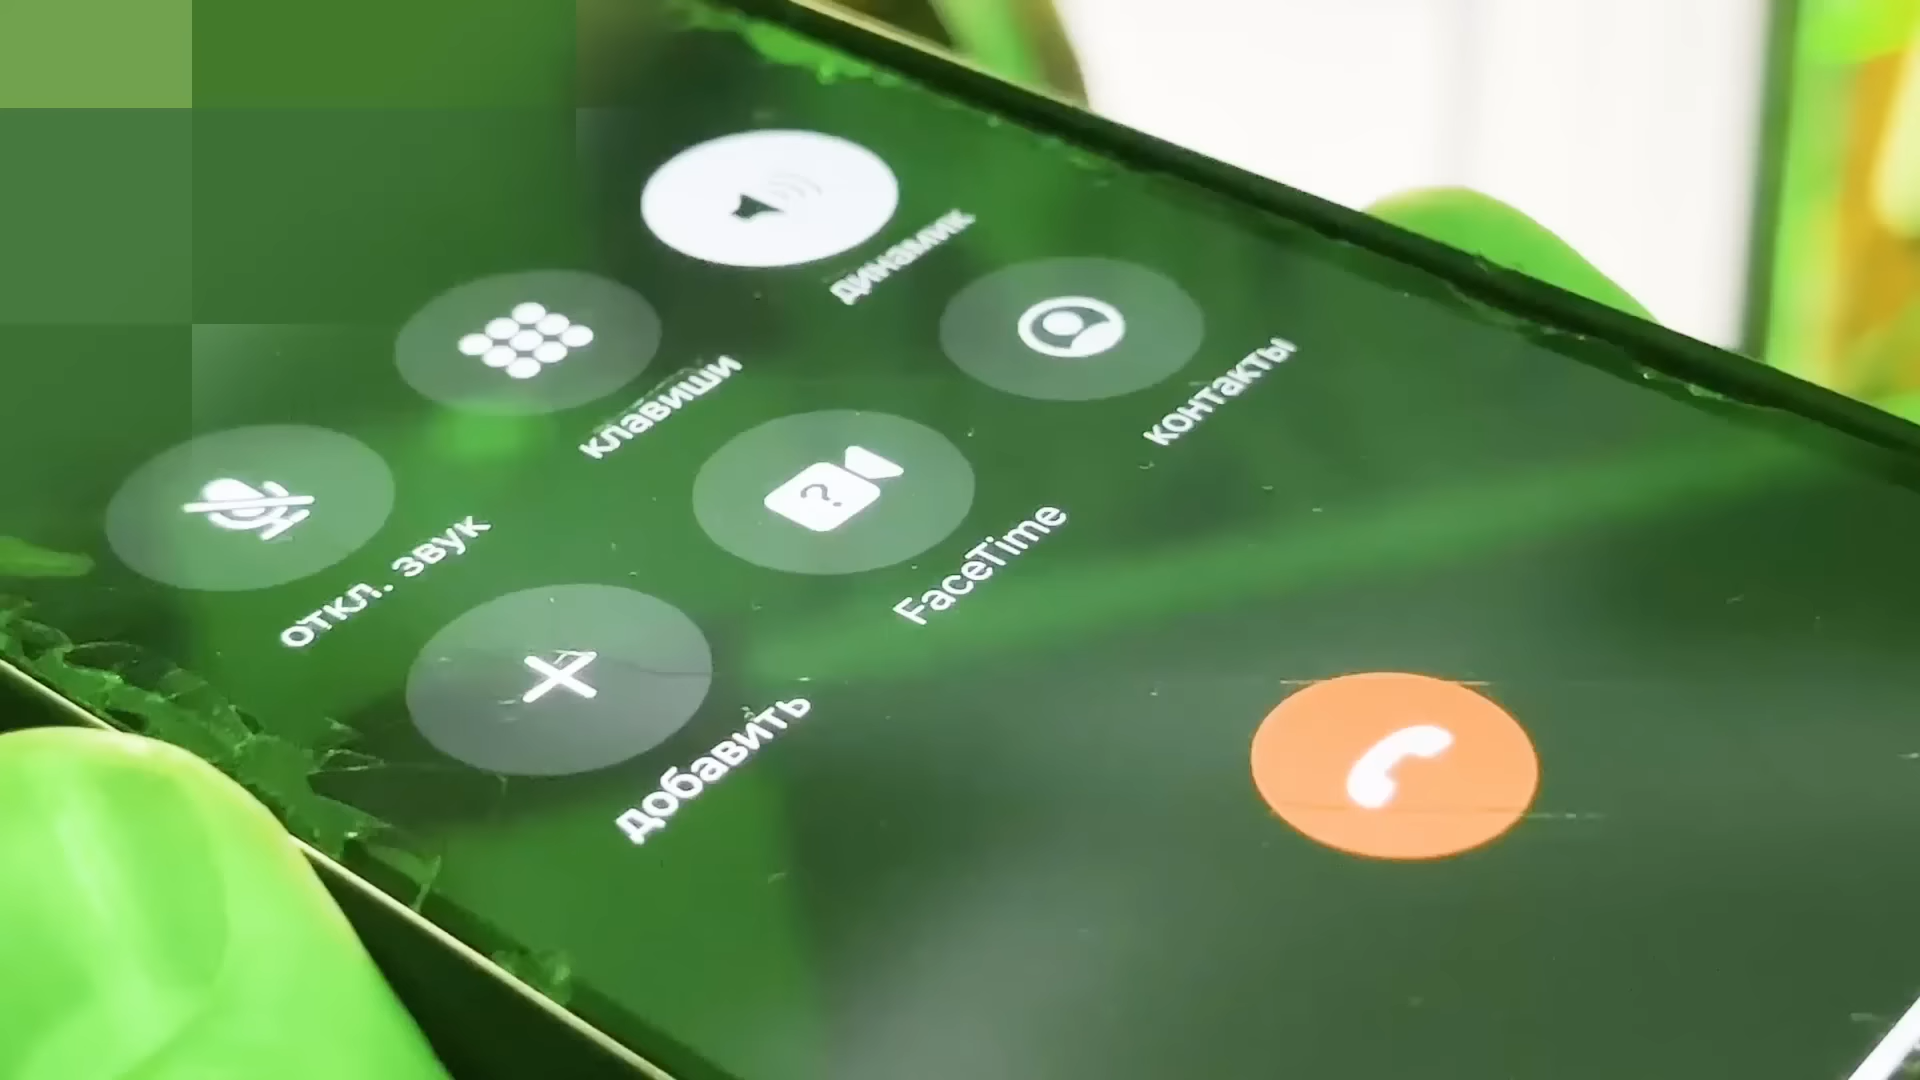 откл. звук
клавиши
динамик
добавить
FaceTime
контакты